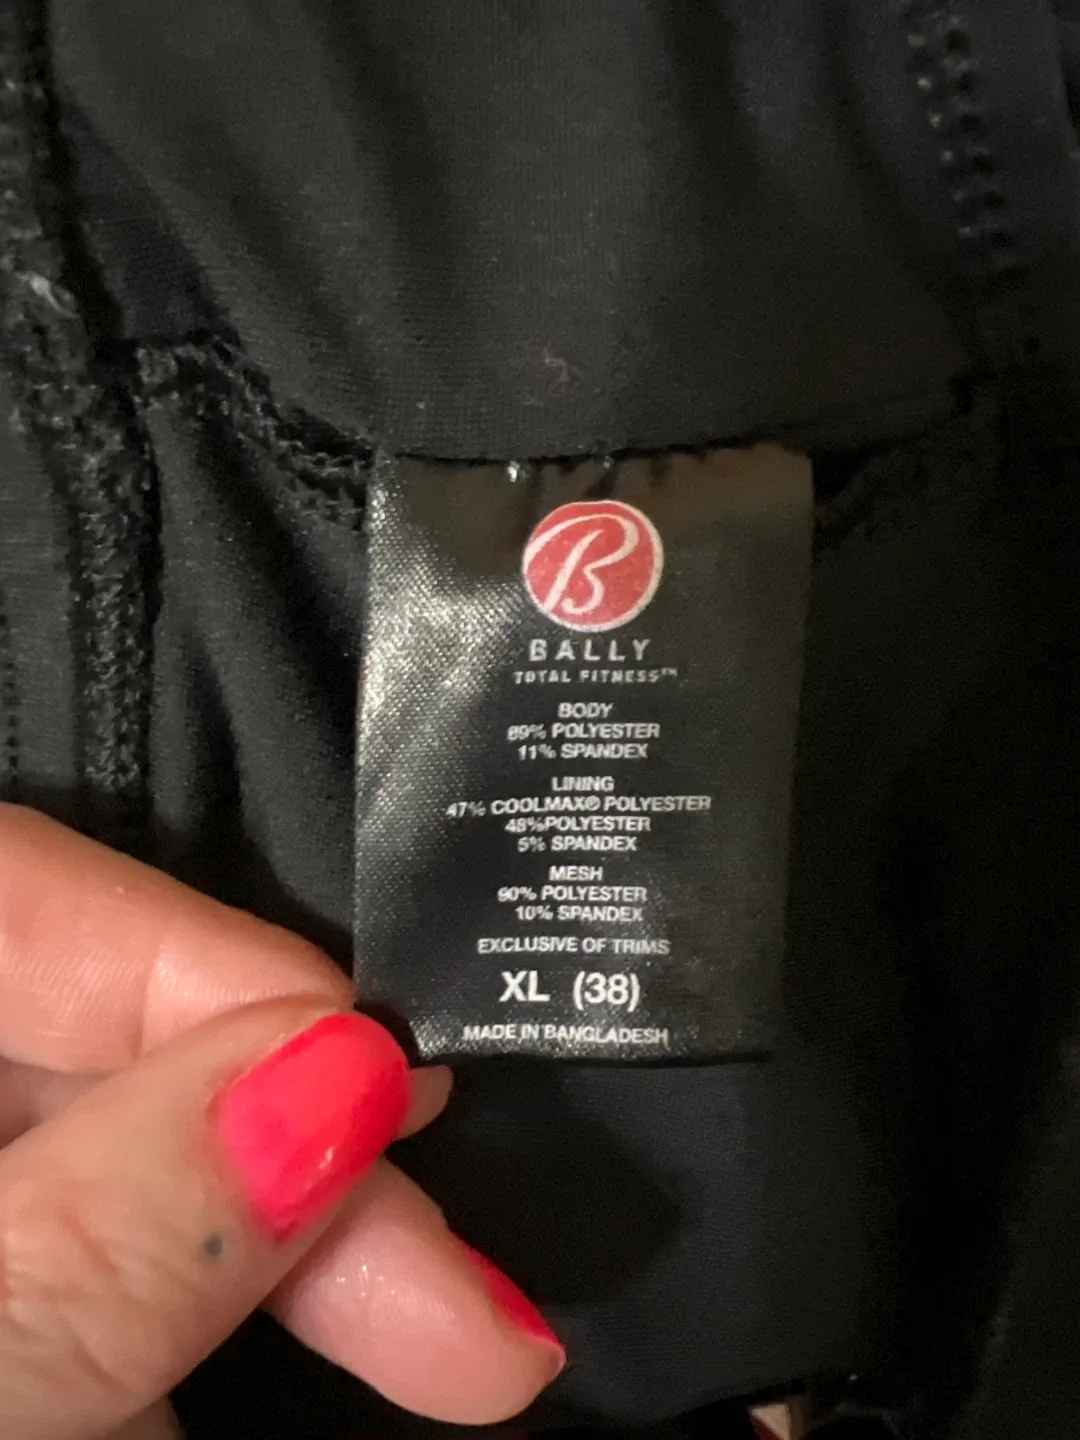 B
BALLY
TOTAL FITNESS™
BODY
89% POLYESTER
11% SPANDEX
LINING
47% COOLMAX® POLYESTER
48%POLYESTER
5% SPANDEX
MESH
90% POLYESTER
10% SPANDEX
EXCLUSIVE OF TRIMS
XL (38)
MADE IN BANGLADESH